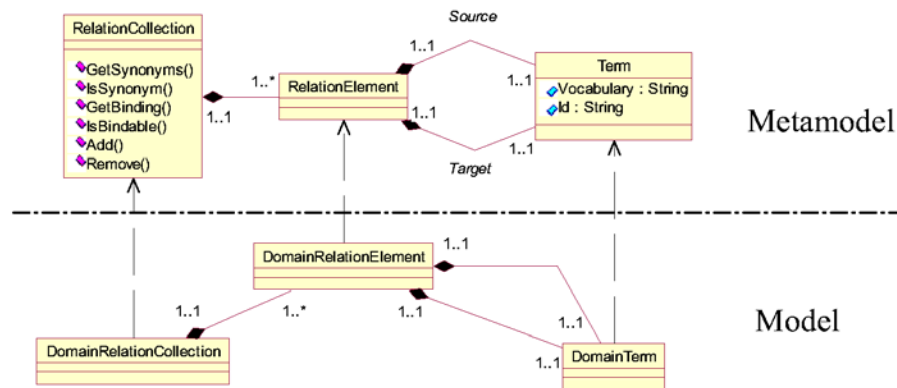 RelationCollection
GetSynonyms()
IsSynonym()
GetBinding()
IsBindable()
Add()
Remove()
1..1
1..*
RelationElement
1..1
Source
1..1
1..1
Target
1..1
Term
Vocabulary : String
Id : String
Metamodel
DomainRelationElement
1..1
1..1
1..*
1..1
1..1
1..1
DomainRelationCollection
DomainTerm
Model